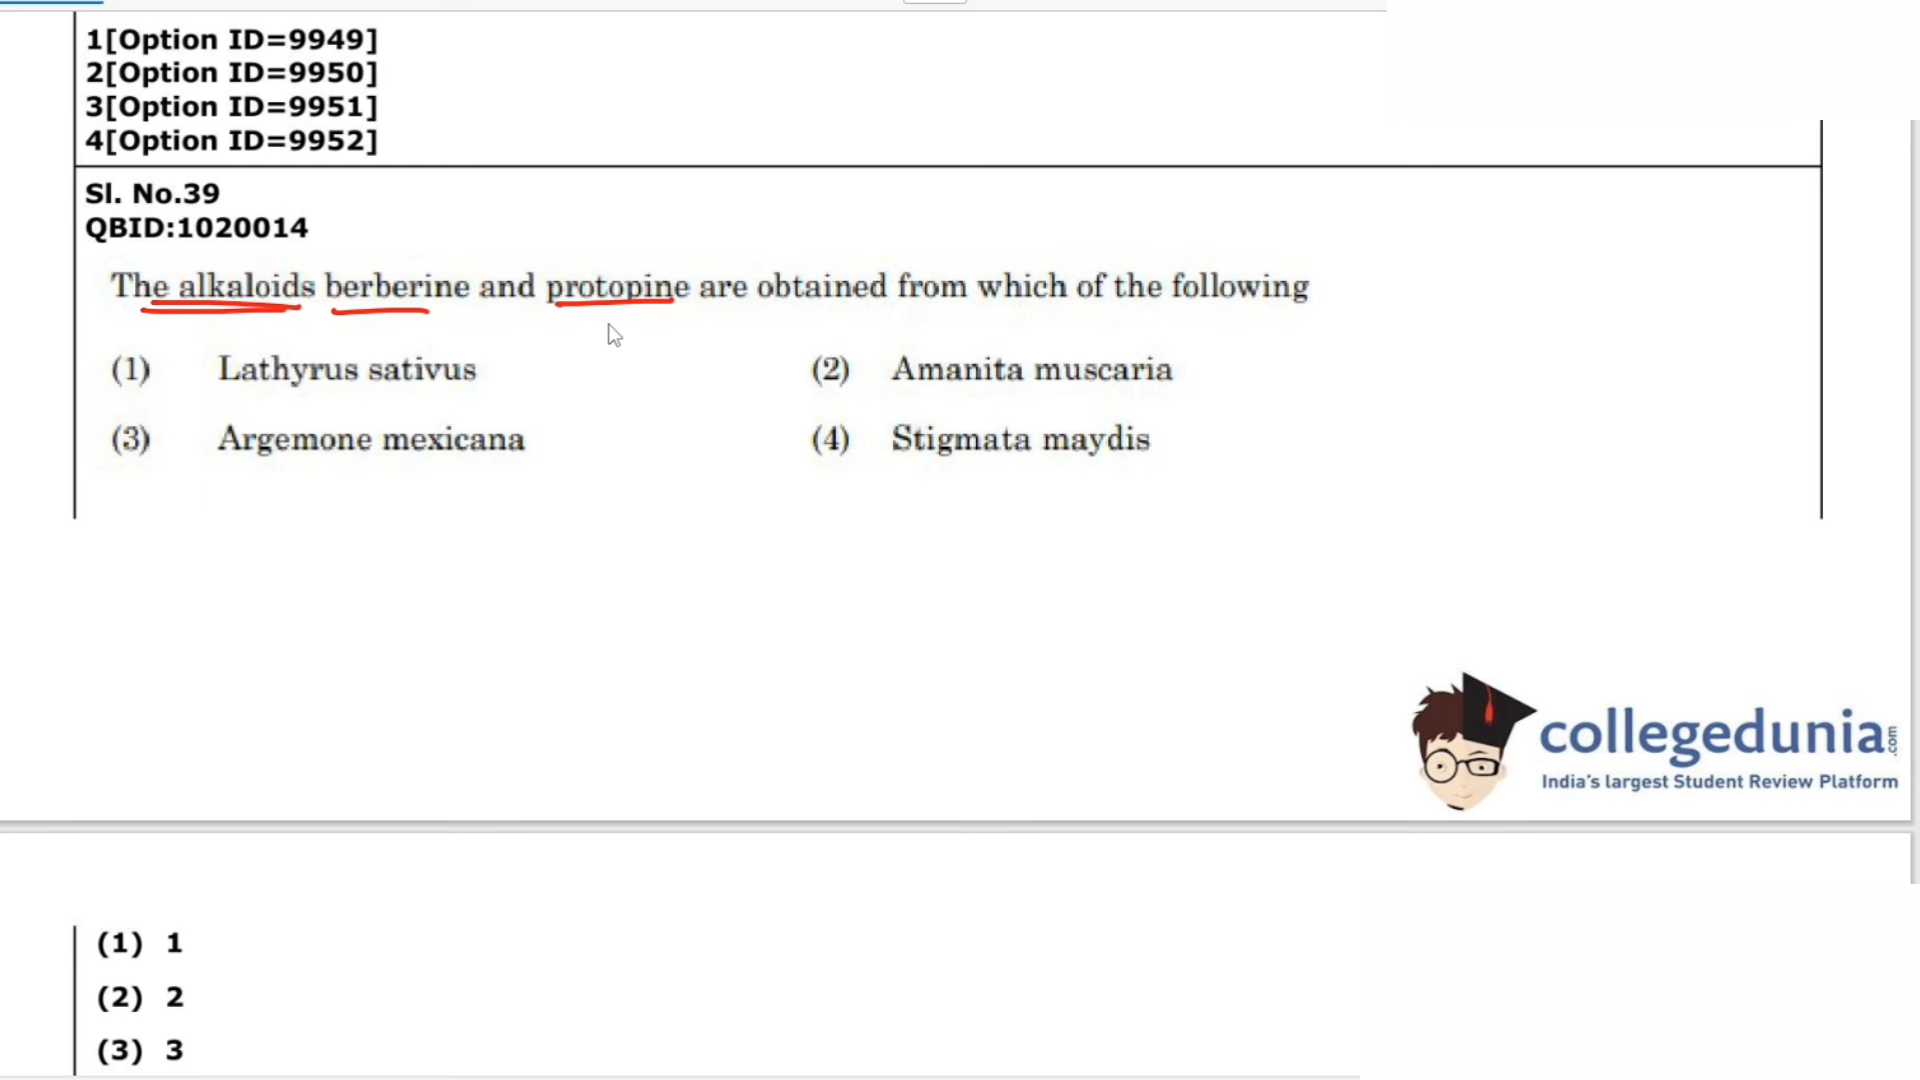 1[Option ID=9949]
2[Option ID=9950]
3[Option ID=9951]
4[Option ID=9952]
Sl. No.39
QBID:1020014
The alkaloids berberine and protopine are obtained from which of the following
(1) Lathyrus sativus (2) Amanita muscaria
(3) Argemone mexicana (4) Stigmata maydis
collegedunia.com
India's largest Student Review Platform
(1) 1
(2) 2
(3) 3